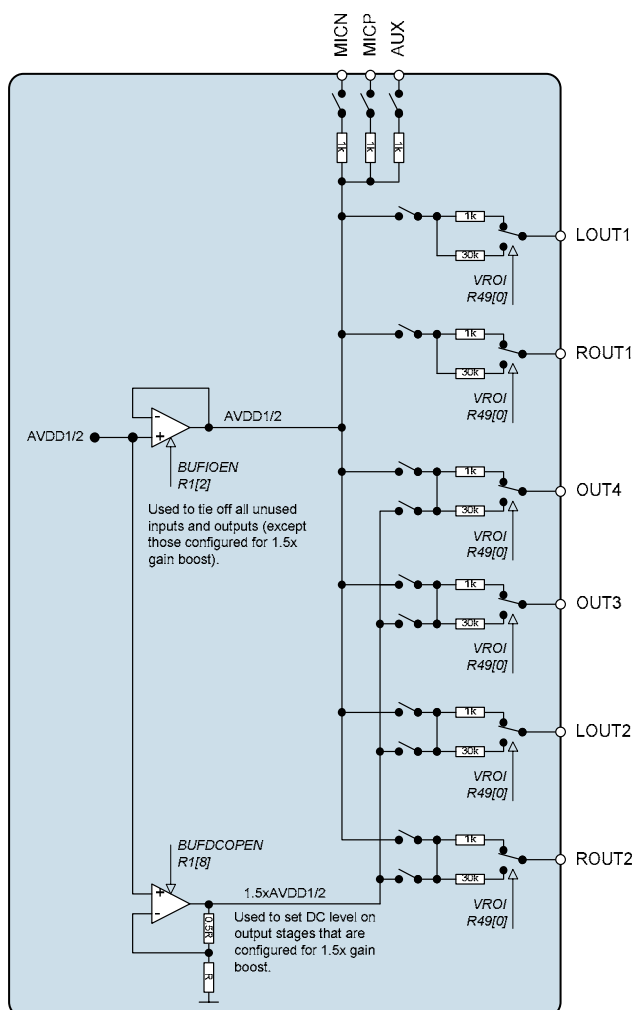 MICN
MICP
AUX
1k
1k
1k
1k
LOUT1
30k
VROI
R49[0]
1k
ROUT1
30k
VROI
R49[0]
AVDD1/2
-
+
AVDD1/2
BUFIOEN
R1[2]
Used to tie off all unused
inputs and outputs (except
those configured for 1.5x
gain boost).
1k
OUT4
30k
VROI
R49[0]
1k
OUT3
30k
VROI
R49[0]
1k
LOUT2
30k
VROI
R49[0]
1k
ROUT2
30k
VROI
R49[0]
BUFDCOPEN
R1[8]
+
-
1.5xAVDD1/2
0.5R
R
Used to set DC level on
output stages that are
configured for 1.5x gain
boost.